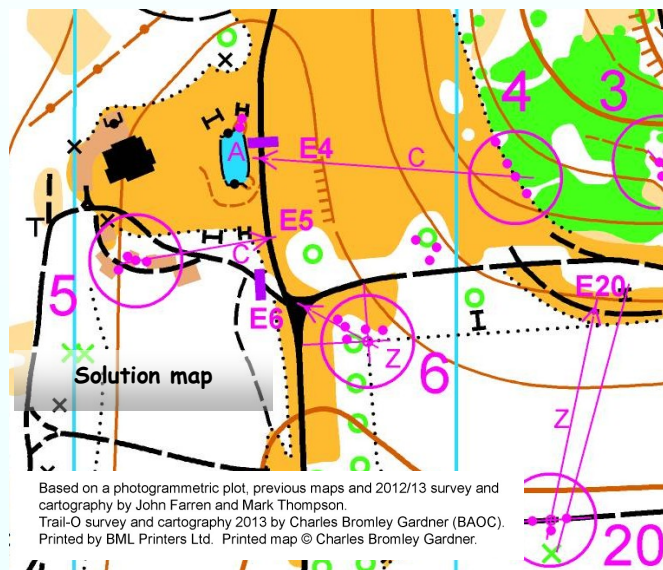 4
3
A
E4
C
E5
C
5
E6
E20
Z
6
Solution map
Z
Based on a photogrammetric plot, previous maps and 2012/13 survey and
cartography by John Farren and Mark Thompson.
Trail-O survey and cartography 2013 by Charles Bromley Gardner (BAOC).
Printed by BML Printers Ltd. Printed map © Charles Bromley Gardner.
20